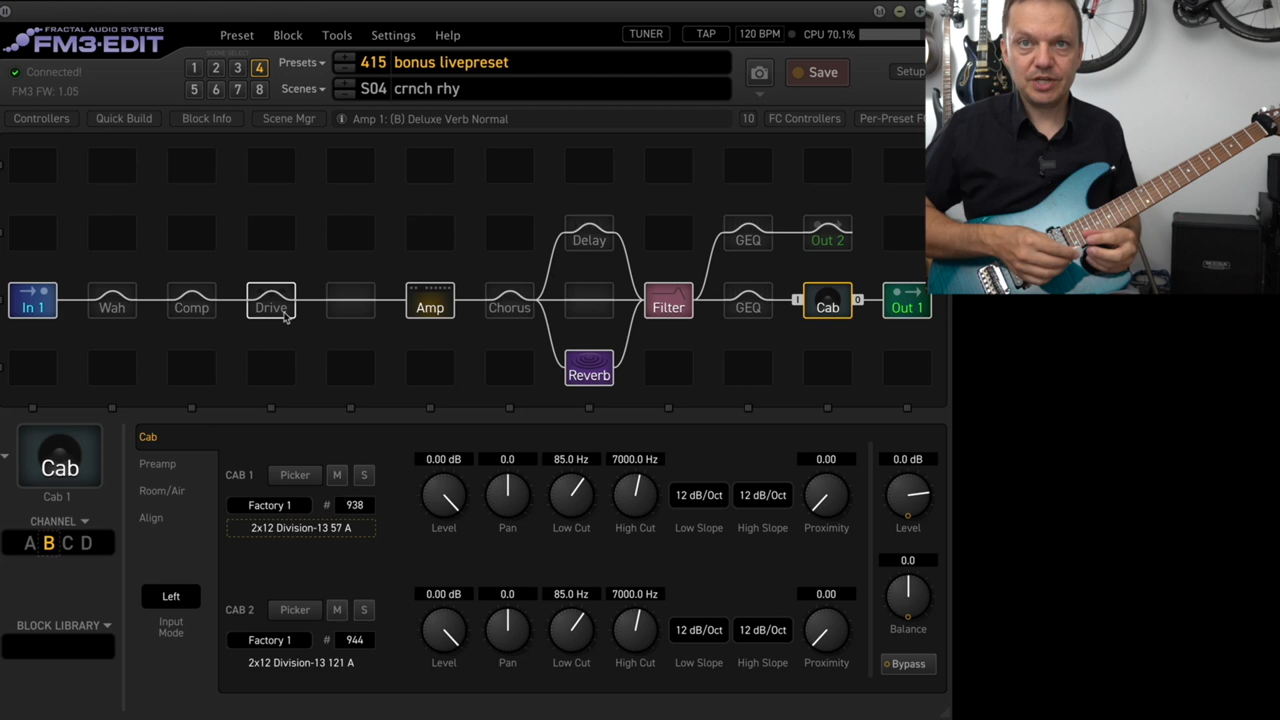 FRACTAL AUDIO SYSTEMS
FM3-EDIT
Preset Block Tools Settings Help
TUNER TAP 120 BPM CPU 70.1%
SCENE SELECT
Connected!
FM3 FW: 1.05
1 2 3 4
5 6 7 8
Presets 415 bonus livepreset
Scenes S04 crnch rhy
Save
Setup
Controllers Quick Build Block Info Scene Mgr Amp 1: (B) Deluxe Verb Normal 10 FC Controllers Per-Preset F
Delay GEQ Out 2
In 1 Wah Comp Drive Amp Chorus Filter GEQ I Cab O Out 1
Reverb
Cab
Cab 1
CHANNEL
A B C D
BLOCK LIBRARY
Cab
Preamp
Room/Air
Align
Left
Input
Mode
CAB 1 Picker M S
Factory 1 # 938
2x12 Division-13 57 A
0.00 dB 0.0 85.0 Hz 7000.0 Hz 12 dB/Oct 12 dB/Oct 0.00
Level Pan Low Cut High Cut Low Slope High Slope Proximity
CAB 2 Picker M S
Factory 1 # 944
2x12 Division-13 121 A
0.00 dB 0.0 85.0 Hz 7000.0 Hz 12 dB/Oct 12 dB/Oct 0.00
Level Pan Low Cut High Cut Low Slope High Slope Proximity
0.0 dB
Level
0.0
Balance
Bypass